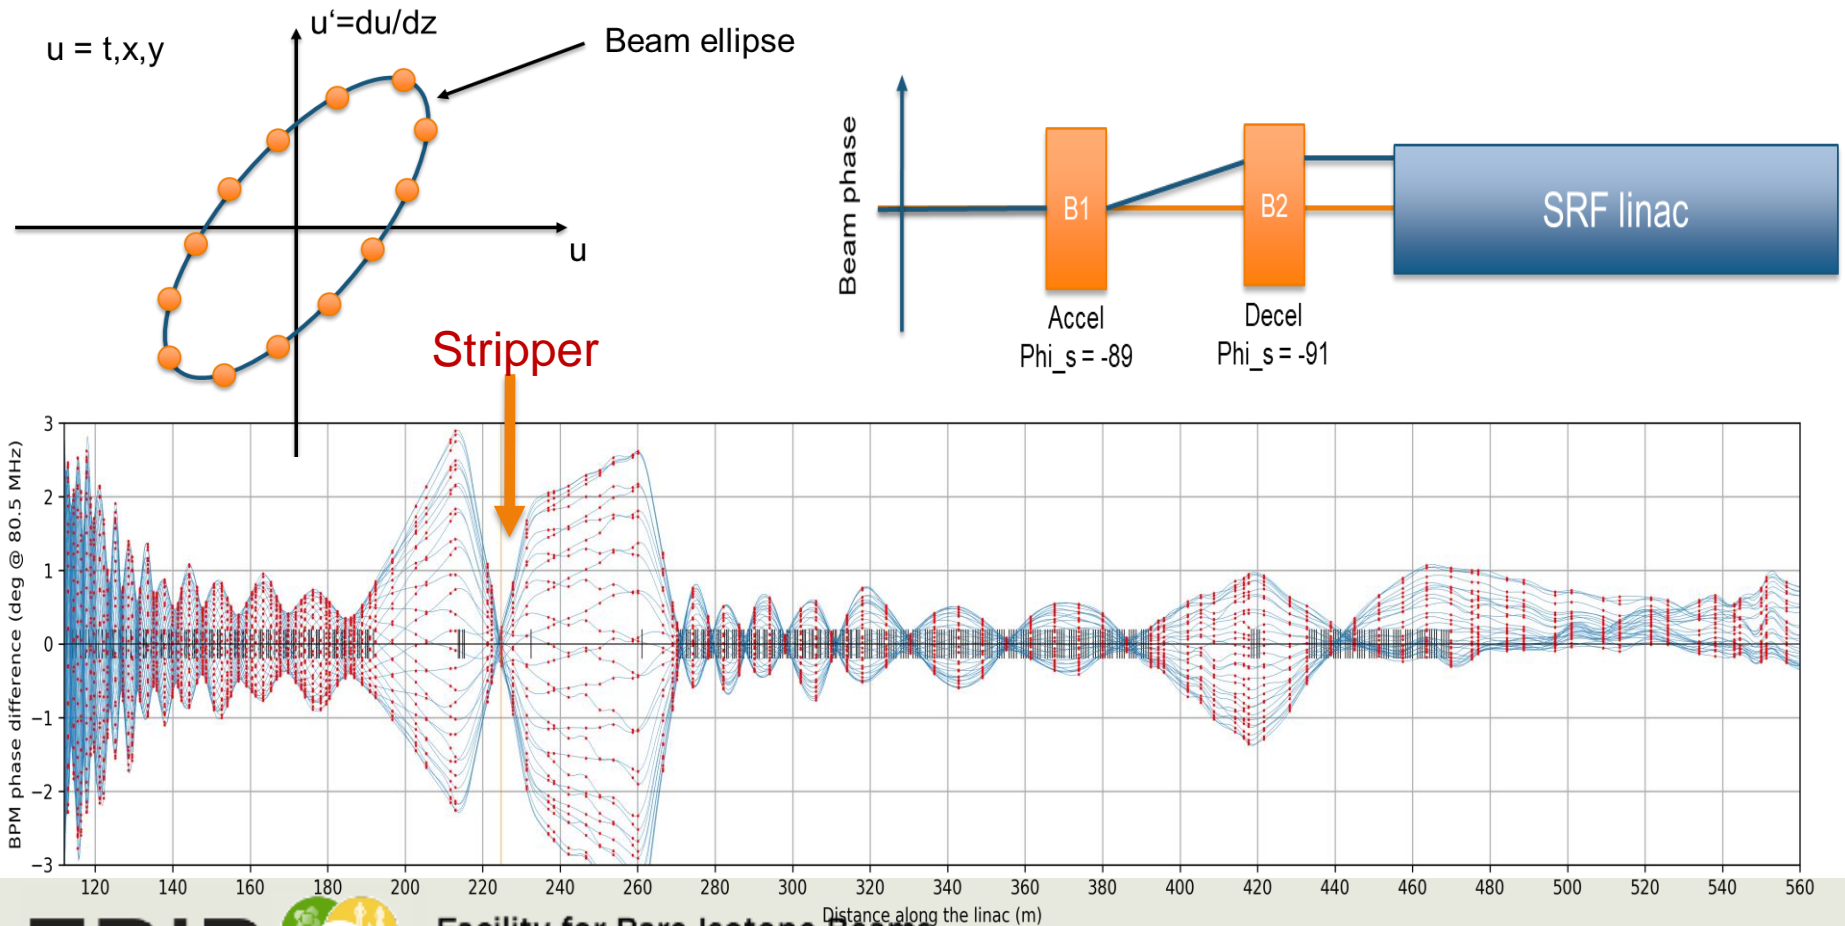 u = t,x,y
u‘=du/dz
Beam ellipse
u
Beam phase
B1
B2
SRF linac
Accel
Phi_s = -89
Decel
Phi_s = -91
Stripper
BPM phase difference (deg @ 80.5 MHz)
3
2
1
0
−1
−2
−3
120 140 160 180 200 220 240 260 280 300 320 340 360 380 400 420 440 460 480 500 520 540 560
Distance along the linac (m)
FRIB
Facility for Rare Isotope Beams